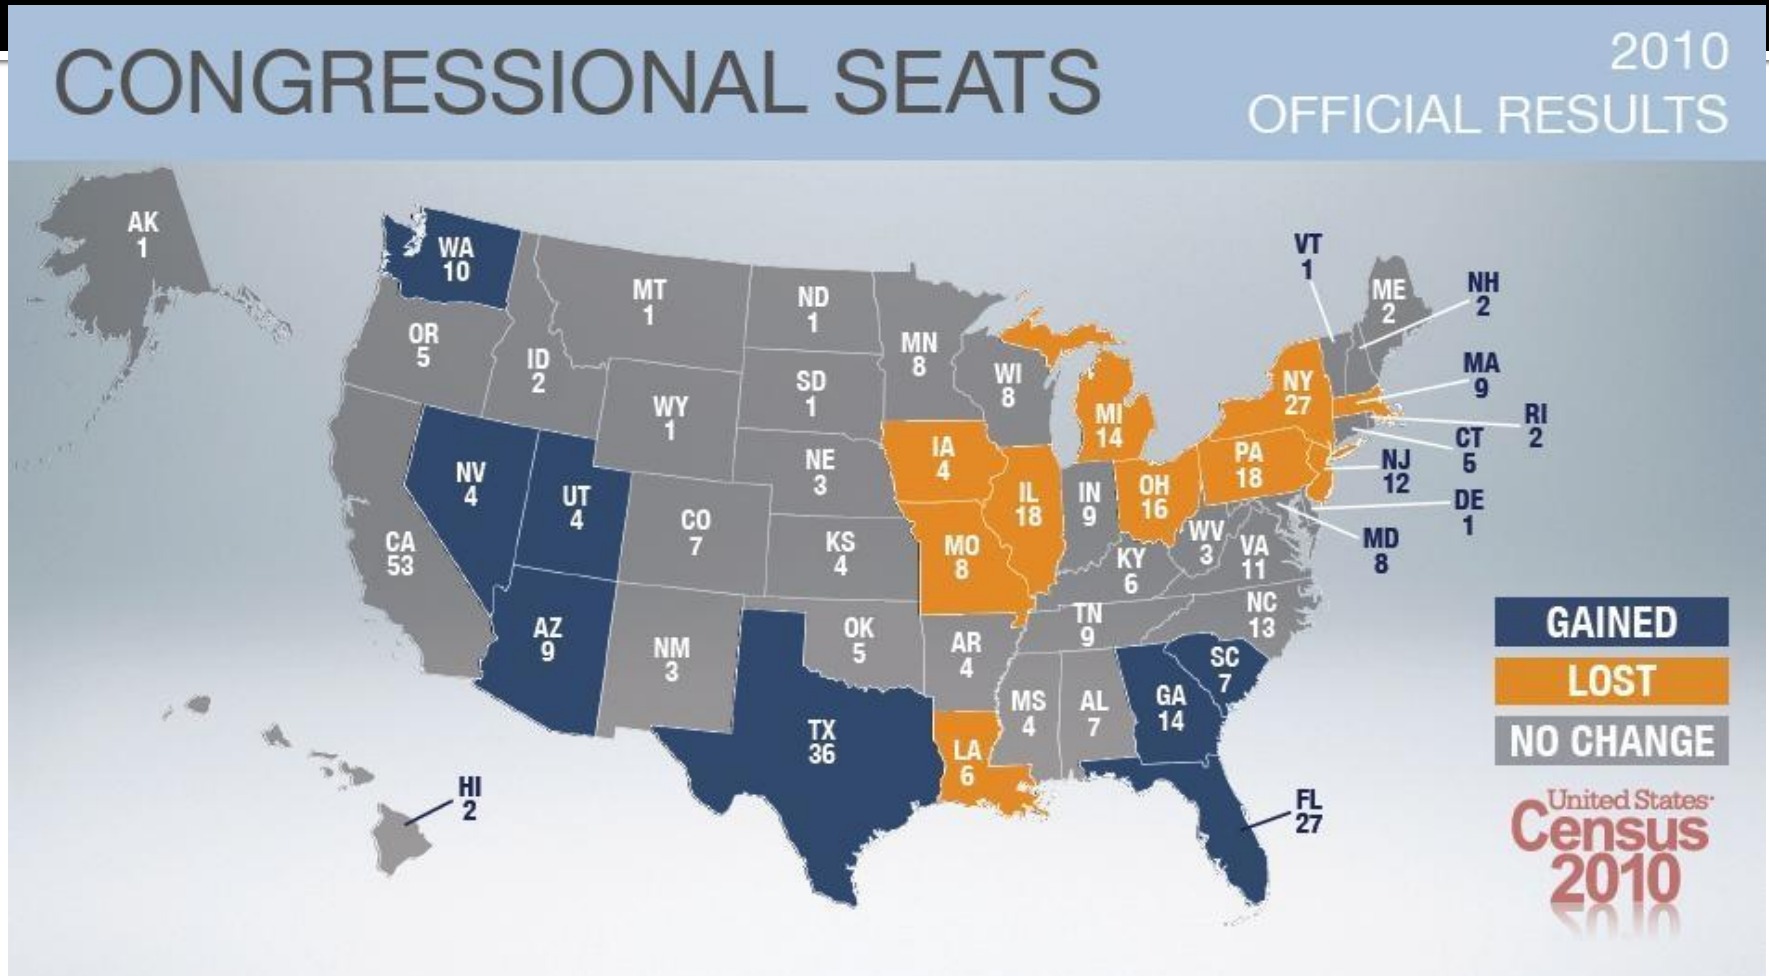 CONGRESSIONAL SEATS
2010
OFFICIAL RESULTS
AK
1
WA
10
OR
5
ID
2
MT
1
ND
1
MN
8
WI
8
SD
1
WY
1
NE
3
IA
4
MI
14
NY
27
VT
1
ME
2
NH
2
MA
9
RI
2
CT
5
NJ
12
DE
1
MD
8
PA
18
OH
16
IN
9
IL
18
NV
4
UT
4
CO
7
KS
4
MO
8
KY
6
WV
3
VA
11
CA
53
AZ
9
NM
3
OK
5
AR
4
TN
9
NC
13
SC
7
GA
14
AL
7
MS
4
LA
6
TX
36
FL
27
HI
2
GAINED
LOST
NO CHANGE
United States
Census
2010